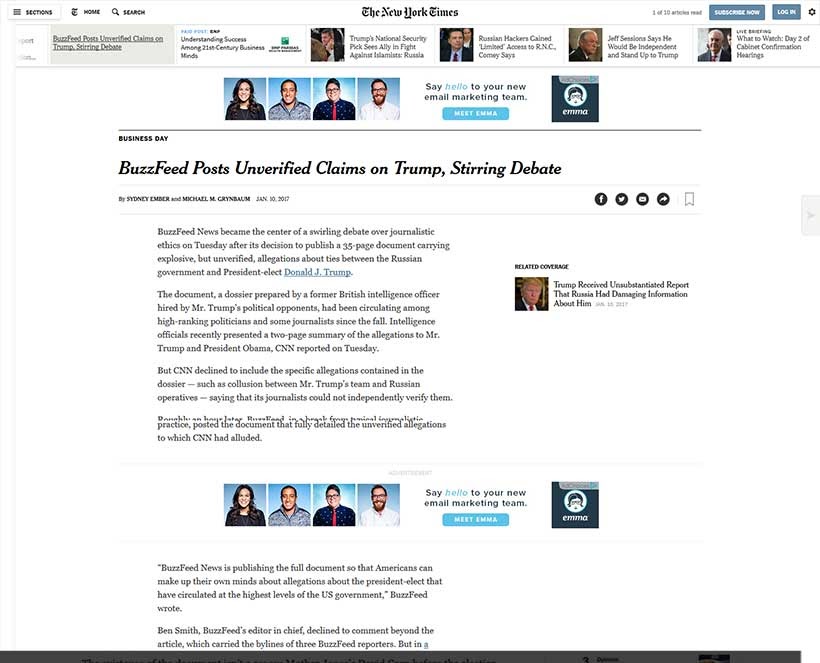 SECTIONS
HOME
SEARCH
The New York Times
1 of 10 articles read
SUBSCRIBE NOW
LOG IN
port
BuzzFeed Posts Unverified Claims on
Trump, Stirring Debate
PAID POST: BNP
Understanding Success
Among 21st-Century Business
Minds
BNP PARIBAS
Trump's National Security
Pick Sees Ally in Fight
Against Islamists: Russia
Russian Hackers Gained
'Limited' Access to R.N.C.,
Comey Says
Jeff Sessions Says He
Would Be Independent
and Stand Up to Trump
LIVE BRIEFING
What to Watch: Day 2 of
Cabinet Confirmation
Hearings
Say hello to your new
email marketing team.
MEET EMMA
AdChoices
emma
BUSINESS DAY
BuzzFeed Posts Unverified Claims on Trump, Stirring Debate
By SYDNEY EMBER and MICHAEL M. GRYNBAUM JAN. 10, 2017
BuzzFeed News became the center of a swirling debate over journalistic
ethics on Tuesday after its decision to publish a 35-page document carrying
explosive, but unverified, allegations about ties between the Russian
government and President-elect Donald J. Trump.
RELATED COVERAGE
Trump Received Unsubstantiated Report
That Russia Had Damaging Information
About Him JAN. 10, 2017
The document, a dossier prepared by a former British intelligence officer
hired by Mr. Trump's political opponents, had been circulating among
high-ranking politicians and some journalists since the fall. Intelligence
officials recently presented a two-page summary of the allegations to Mr.
Trump and President Obama, CNN reported on Tuesday.
But CNN declined to include the specific allegations contained in the
dossier — such as collusion between Mr. Trump's team and Russian
operatives — saying that its journalists could not independently verify them.
Roughly an hour later, BuzzFeed, in a break from typical journalistic
practice, posted the document that fully detailed the unverified allegations
to which CNN had alluded.
ADVERTISEMENT
Say hello to your new
email marketing team.
MEET EMMA
AdChoices
emma
"BuzzFeed News is publishing the full document so that Americans can
make up their own minds about allegations about the president-elect that
have circulated at the highest levels of the US government," BuzzFeed
wrote.
Ben Smith, BuzzFeed's editor in chief, declined to comment beyond the
article, which carried the bylines of three BuzzFeed reporters. But in a